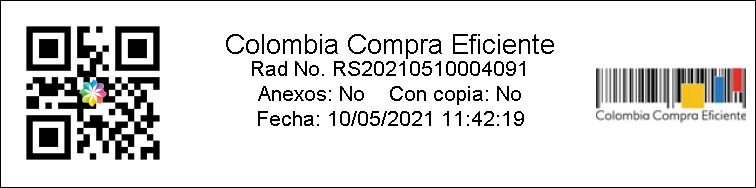 Colombia Compra Eficiente
Rad No. RS20210510004091
Anexos: No    Con copia: No
Fecha: 10/05/2021 11:42:19
Colombia Compra Eficiente